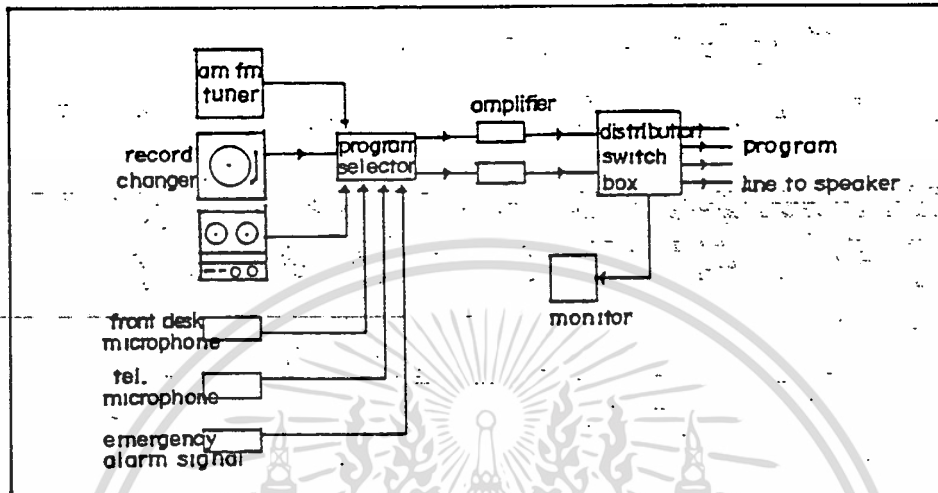 am fm
tuner
record
changer
program
selector
amplifier
distribution
switch
box
program
line to speaker
monitor
front desk
microphone
tel.
microphone
emergency
alarm signal